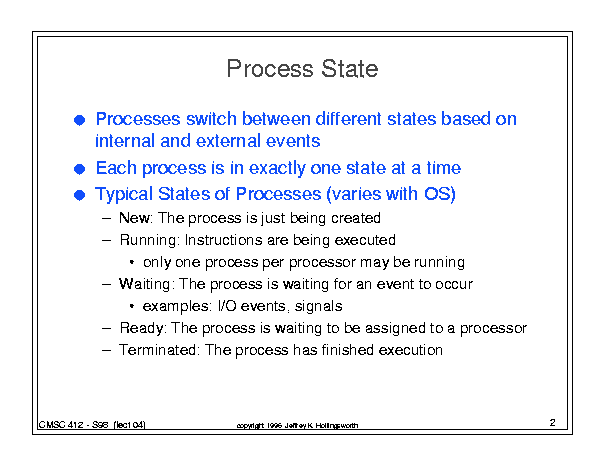 Process State
● Processes switch between different states based on
internal and external events
● Each process is in exactly one state at a time
● Typical States of Processes (varies with OS)
– New: The process is just being created
– Running: Instructions are being executed
• only one process per processor may be running
– Waiting: The process is waiting for an event to occur
• examples: I/O events, signals
– Ready: The process is waiting to be assigned to a processor
– Terminated: The process has finished execution
CMSC 412 - S98 (lect 04)
copyright 1996 Jeffrey K. Hollingsworth
2